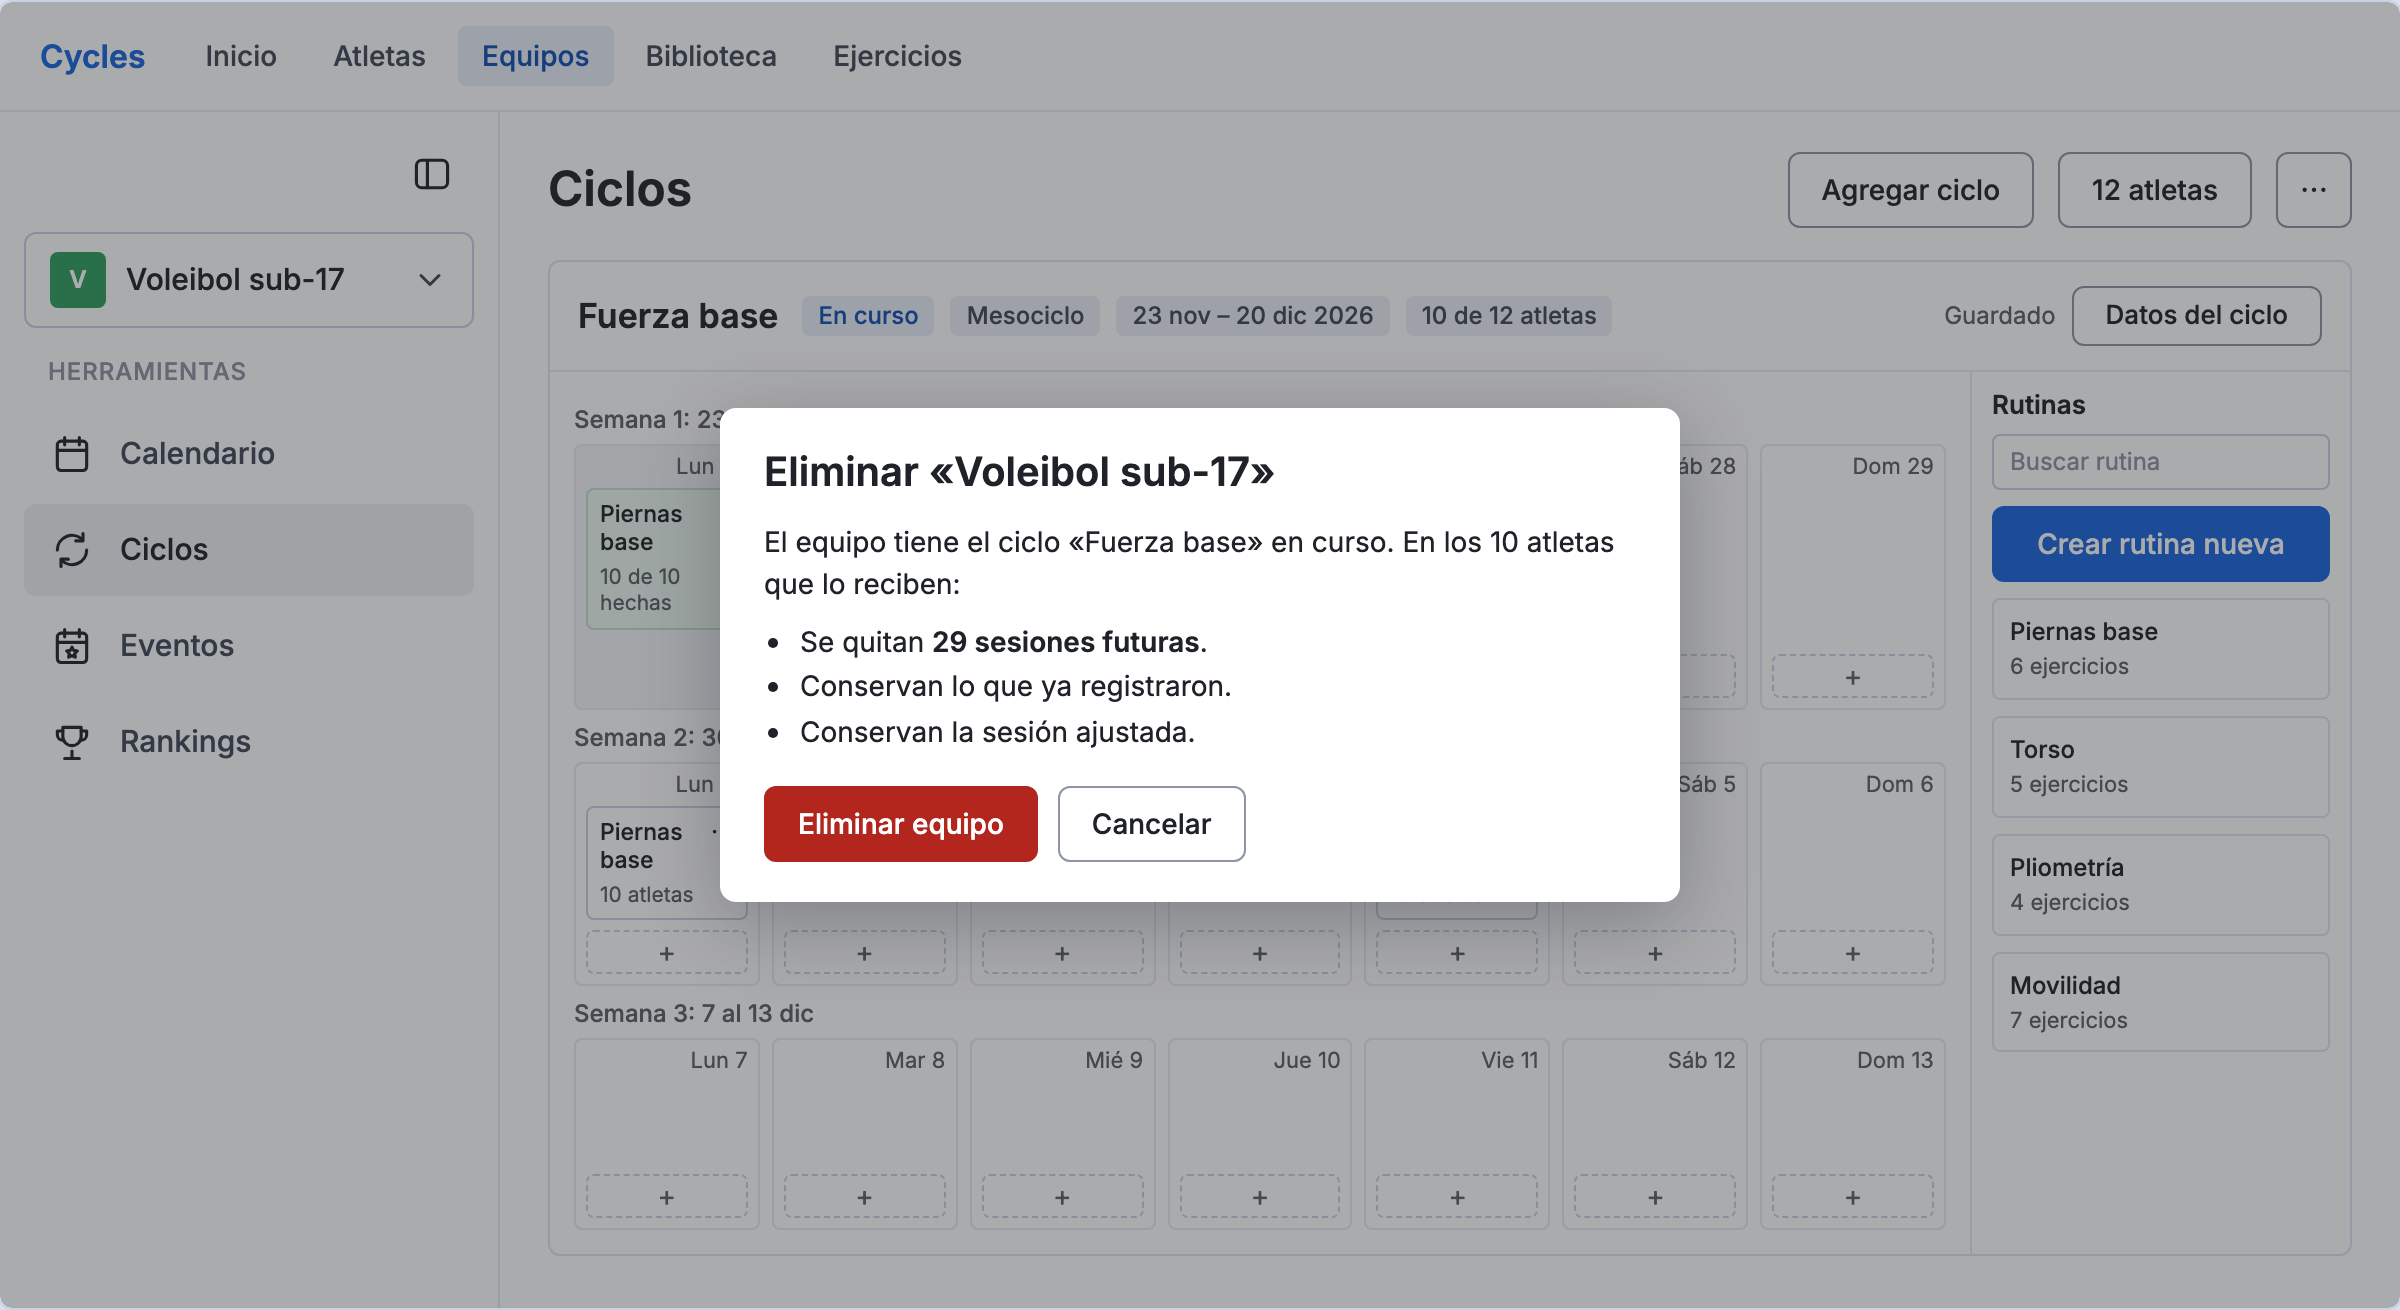 Cycles
Inicio
Atletas
Equipos
Biblioteca
Ejercicios
V
Voleibol sub-17
HERRAMIENTAS
Calendario
Ciclos
Eventos
Rankings
Ciclos
Agregar ciclo
12 atletas
...
Fuerza base
En curso
Mesociclo
23 nov – 20 dic 2026
10 de 12 atletas
Guardado
Datos del ciclo
Semana 1: 23
Lun
28
Dom 29
Piernas
base
10 de 10
hechas
+
Eliminar «Voleibol sub-17»
El equipo tiene el ciclo «Fuerza base» en curso. En los 10 atletas
que lo reciben:
• Se quitan 29 sesiones futuras.
• Conservan lo que ya registraron.
• Conservan la sesión ajustada.
Eliminar equipo
Cancelar
Semana 2:
Lun
Sáb 5
Dom 6
Piernas
base
10 atletas
+ + + + + + +
Semana 3: 7 al 13 dic
Lun 7
Mar 8
Mié 9
Jue 10
Vie 11
Sáb 12
Dom 13
+ + + + + + +
Rutinas
Buscar rutina
Crear rutina nueva
Piernas base
6 ejercicios
Torso
5 ejercicios
Pliometría
4 ejercicios
Movilidad
7 ejercicios